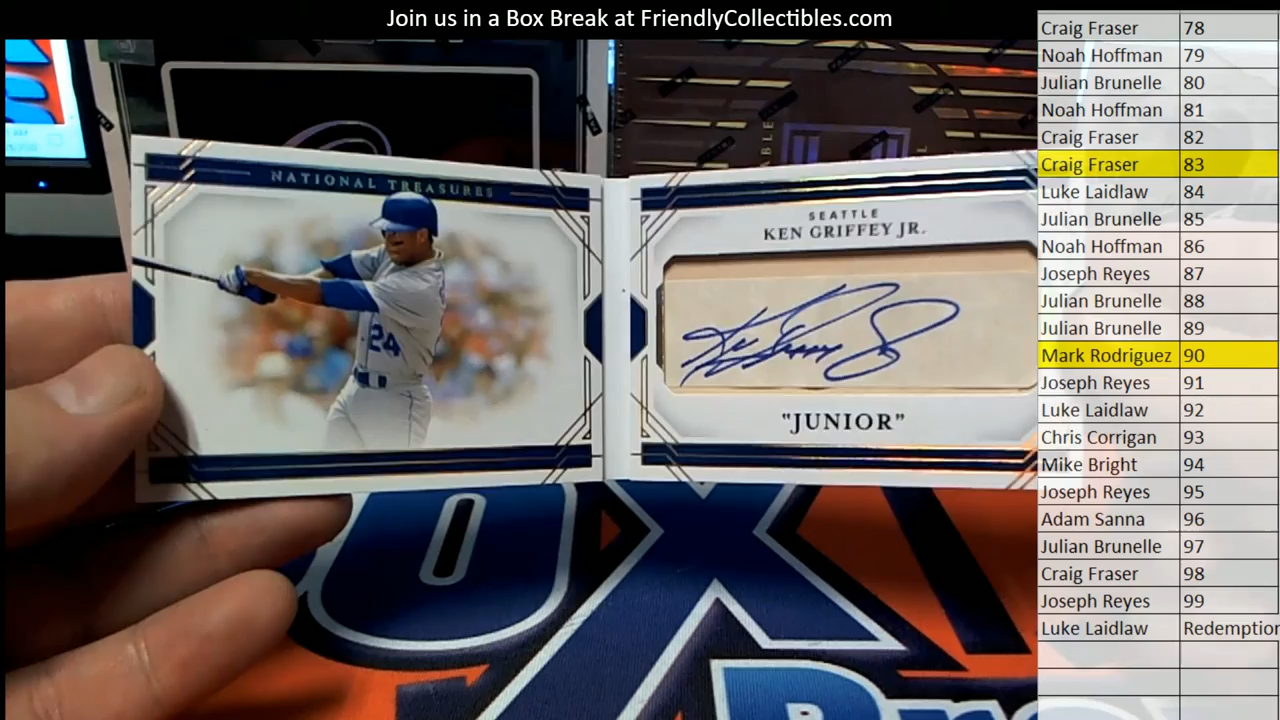 Join us in a Box Break at FriendlyCollectibles.com
NATIONAL TREASURES
24
SEATTLE
KEN GRIFFEY JR.
"JUNIOR"
Craig Fraser 78
Noah Hoffman 79
Julian Brunelle 80
Noah Hoffman 81
Craig Fraser 82
Craig Fraser 83
Luke Laidlaw 84
Julian Brunelle 85
Noah Hoffman 86
Joseph Reyes 87
Julian Brunelle 88
Julian Brunelle 89
Mark Rodriguez 90
Joseph Reyes 91
Luke Laidlaw 92
Chris Corrigan 93
Mike Bright 94
Joseph Reyes 95
Adam Sanna 96
Julian Brunelle 97
Craig Fraser 98
Joseph Reyes 99
Luke Laidlaw Redemption